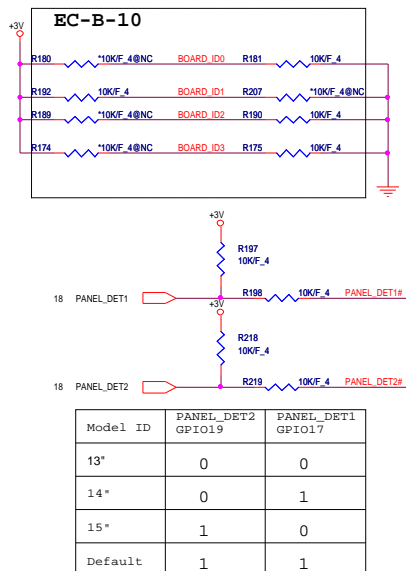 EC-B-10
+3V
R180 *10K/F_4@NC BOARD_ID0 R181 10K/F_4
R192 10K/F_4 BOARD_ID1 R207 *10K/F_4@NC
R189 *10K/F_4@NC BOARD_ID2 R190 10K/F_4
R174 *10K/F_4@NC BOARD_ID3 R175 10K/F_4
+3V
R197
10K/F_4
18 PANEL_DET1 R198 10K/F_4 PANEL_DET1#
+3V
R218
10K/F_4
18 PANEL_DET2 R219 10K/F_4 PANEL_DET2#
Model ID PANEL_DET2 GPIO19 PANEL_DET1 GPIO17
13" 0 0
14" 0 1
15" 1 0
Default 1 1